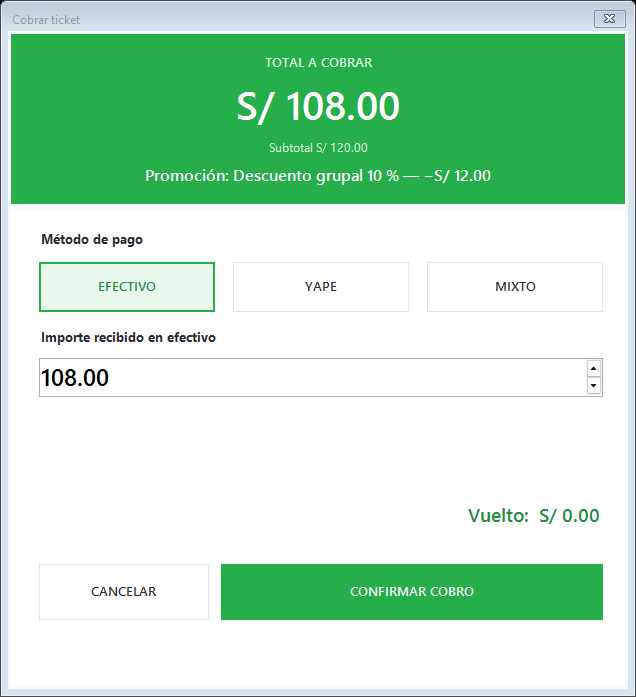 Cobrar ticket
TOTAL A COBRAR
S/ 108.00
Subtotal S/ 120.00
Promoción: Descuento grupal 10 % — −S/ 12.00
Método de pago
EFECTIVO YAPE MIXTO
Importe recibido en efectivo
108.00
Vuelto: S/ 0.00
CANCELAR CONFIRMAR COBRO